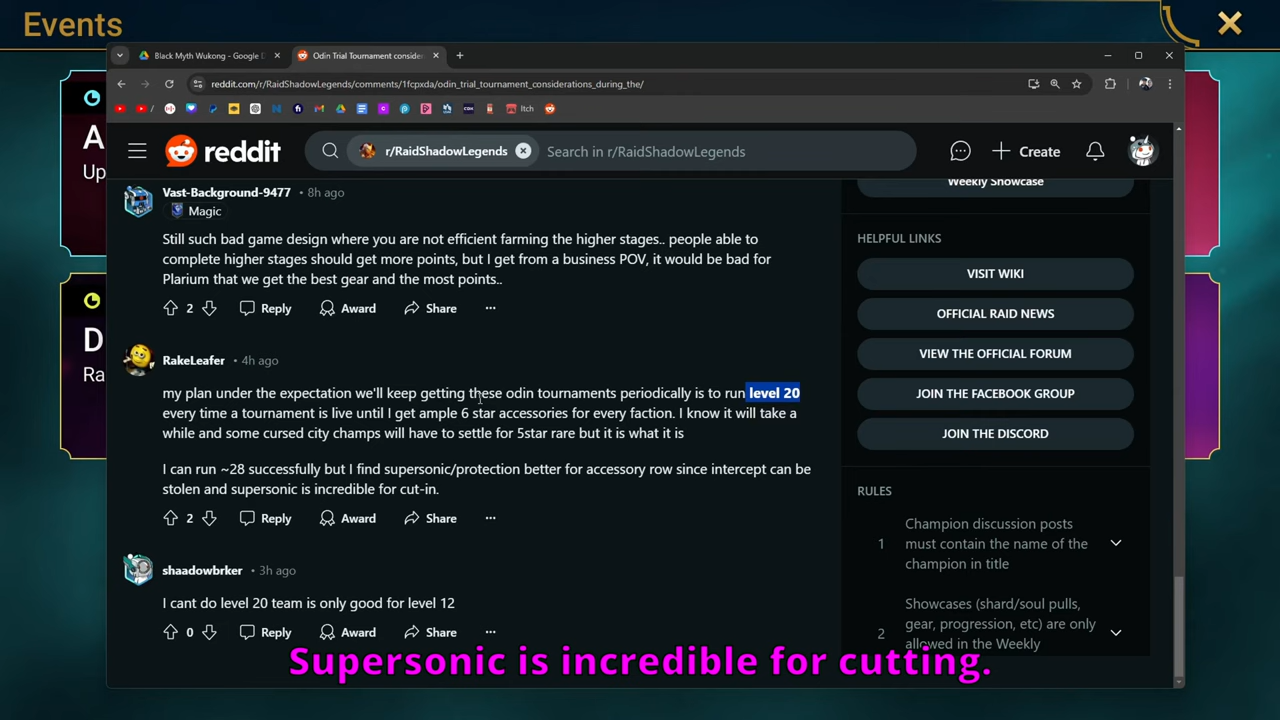 Events
Black Myth Wukong - Google D
Odin Trial Tournament consider
reddit.com/r/RaidShadowLegends/comments/1fcpxda/odin_trial_tournament_considerations_during_the/
Itch
reddit
r/RaidShadowLegends
Search in r/RaidShadowLegends
Create
A
Up
D
Ra
Vast-Background-9477 • 8h ago
Magic
Still such bad game design where you are not efficient farming the higher stages.. people able to
complete higher stages should get more points, but I get from a business POV, it would be bad for
Plarium that we get the best gear and the most points..
2 Reply Award Share
RakeLeafer • 4h ago
my plan under the expectation we'll keep getting these odin tournaments periodically is to run level 20
every time a tournament is live until I get ample 6 star accessories for every faction. I know it will take a
while and some cursed city champs will have to settle for 5star rare but it is what it is
I can run ~28 successfully but I find supersonic/protection better for accessory row since intercept can be
stolen and supersonic is incredible for cut-in.
2 Reply Award Share
shaadowbrker • 3h ago
I cant do level 20 team is only good for level 12
0 Reply Award Share
Weekly Showcase
HELPFUL LINKS
VISIT WIKI
OFFICIAL RAID NEWS
VIEW THE OFFICIAL FORUM
JOIN THE FACEBOOK GROUP
JOIN THE DISCORD
RULES
1 Champion discussion posts
must contain the name of the
champion in title
2 Showcases (shard/soul pulls,
gear, progression, etc) are only
allowed in the Weekly
Supersonic is incredible for cutting.